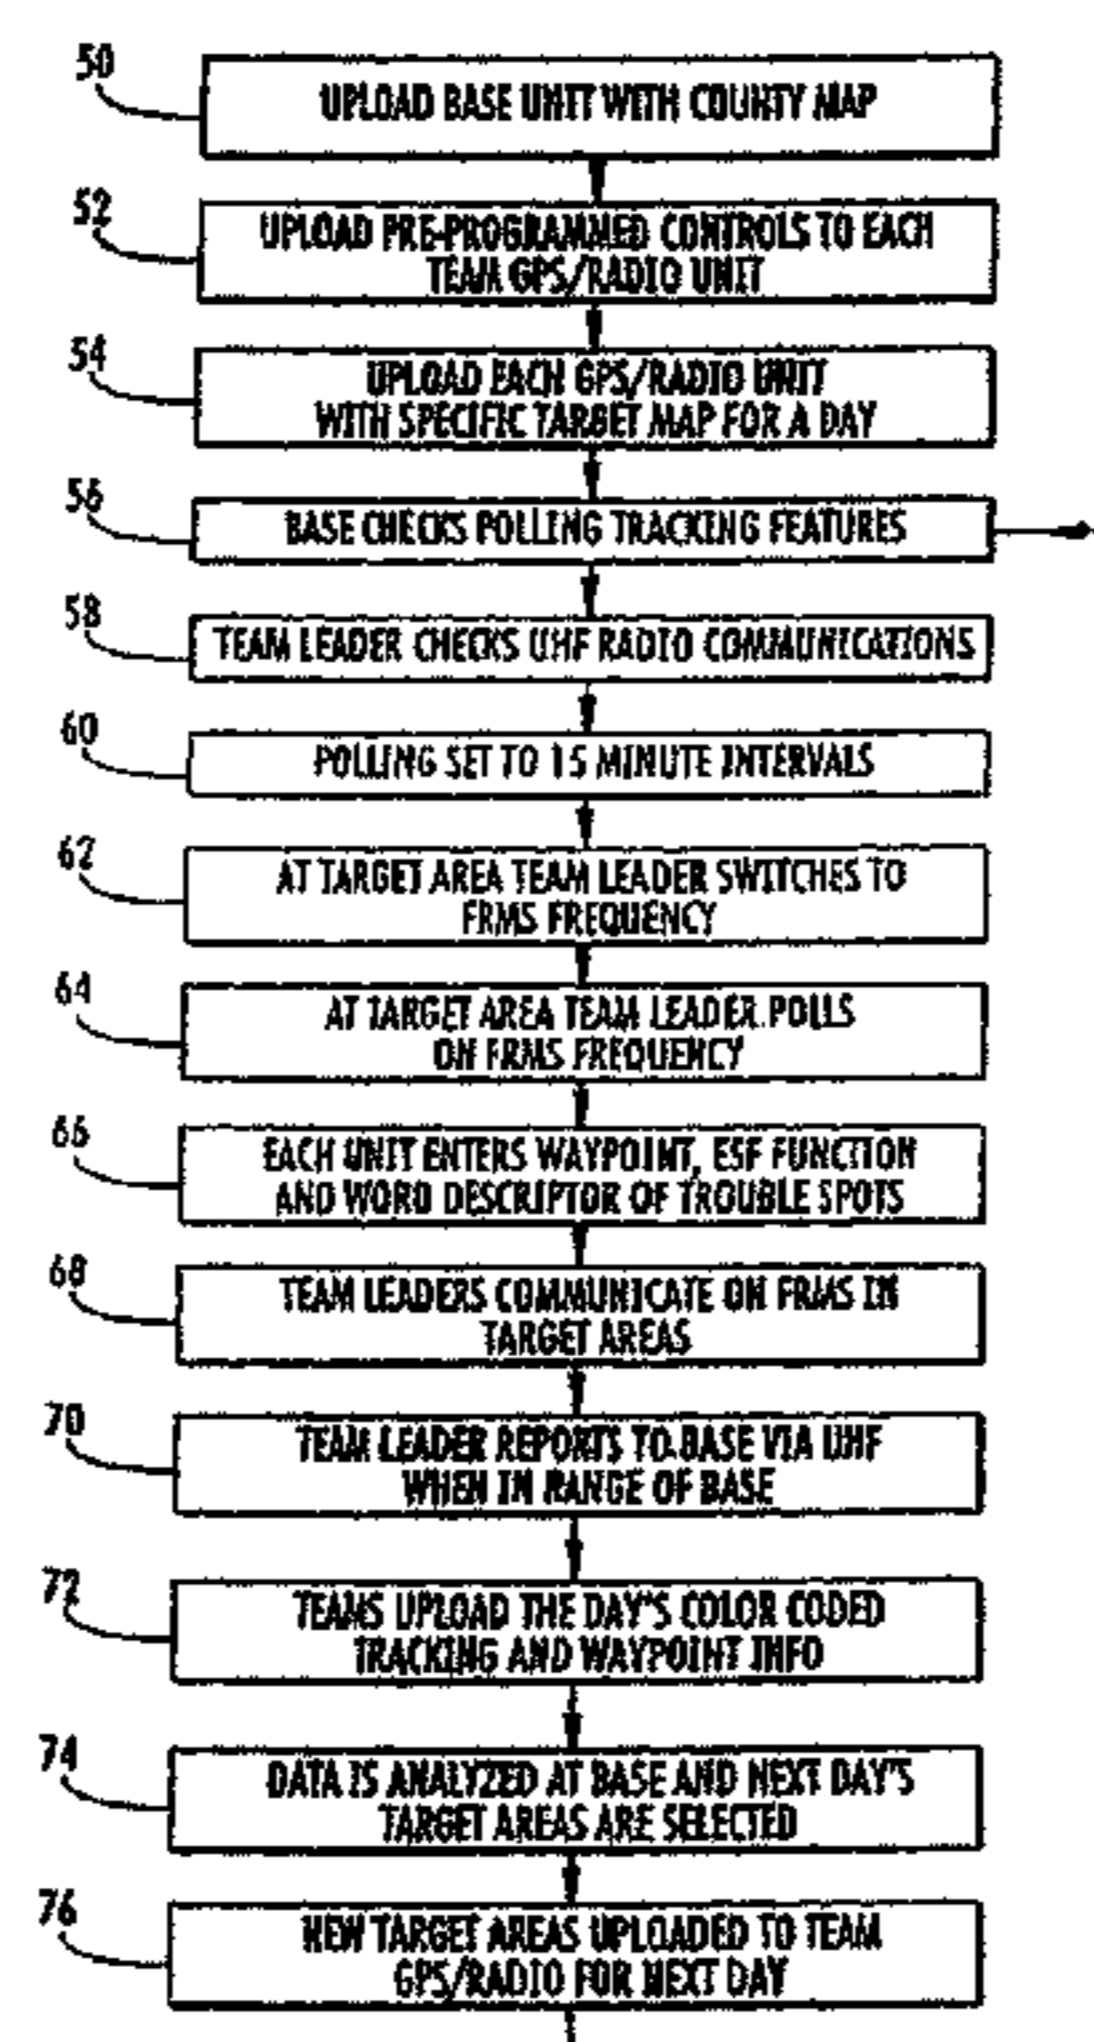 50
UPLOAD BASE UNIT WITH COUNTY MAP
52
UPLOAD PRE-PROGRAMMED CONTROLS TO EACH
TEAM GPS/RADIO UNIT
54
UPLOAD EACH GPS/RADIO UNIT
WITH SPECIFIC TARGET MAP FOR A DAY
56
BASE CHECKS POLLING TRACKING FEATURES
58
TEAM LEADER CHECKS UHF RADIO COMMUNICATIONS
60
POLLING SET TO 15 MINUTE INTERVALS
62
AT TARGET AREA TEAM LEADER SWITCHES TO
FRMS FREQUENCY
64
AT TARGET AREA TEAM LEADER POLLS
ON FRMS FREQUENCY
66
EACH UNIT ENTERS WAYPOINT, ESF FUNCTION
AND WORD DESCRIPTOR OF TROUBLE SPOTS
68
TEAM LEADERS COMMUNICATE ON FRMS IN
TARGET AREAS
70
TEAM LEADER REPORTS TO BASE VIA UHF
WHEN IN RANGE OF BASE
72
TEAMS UPLOAD THE DAY'S COLOR CODED
TRACKING AND WAYPOINT INFO
74
DATA IS ANALYZED AT BASE AND NEXT DAY'S
TARGET AREAS ARE SELECTED
76
NEW TARGET AREAS UPLOADED TO TEAM
GPS/RADIO FOR NEXT DAY